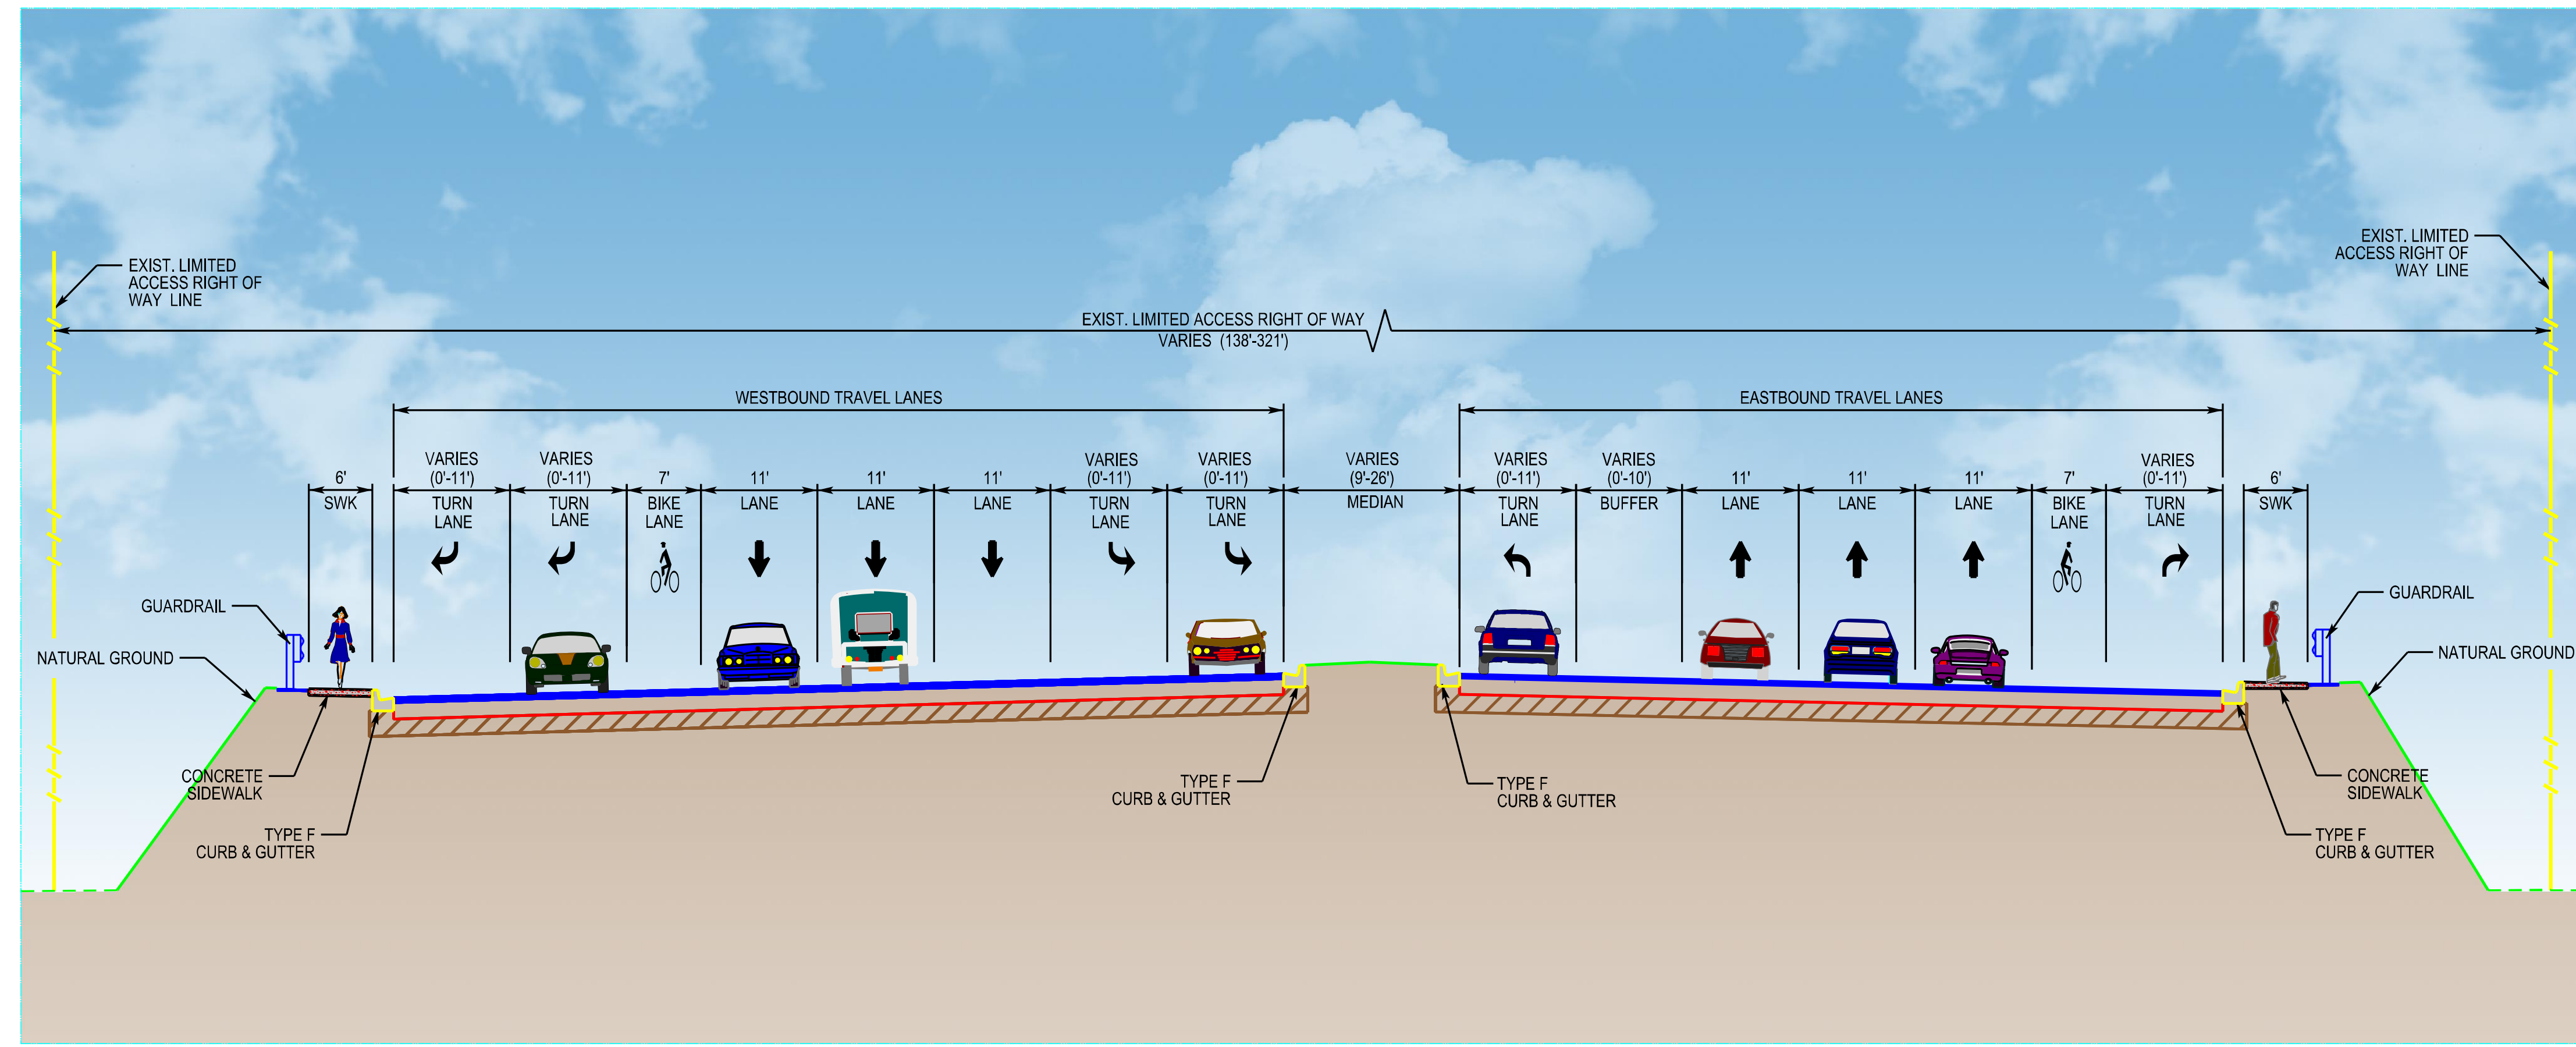 EXIST. LIMITED
ACCESS RIGHT OF
WAY LINE
EXIST. LIMITED
ACCESS RIGHT OF
WAY LINE
EXIST. LIMITED ACCESS RIGHT OF WAY
VARIES (138'-321')
WESTBOUND TRAVEL LANES
EASTBOUND TRAVEL LANES
6'
SWK
VARIES
(0'-11')
TURN
LANE
VARIES
(0'-11')
TURN
LANE
7'
BIKE
LANE
11'
LANE
11'
LANE
11'
LANE
VARIES
(0'-11')
TURN
LANE
VARIES
(0'-11')
TURN
LANE
VARIES
(9'-26')
MEDIAN
VARIES
(0'-11')
TURN
LANE
VARIES
(0'-10')
BUFFER
11'
LANE
11'
LANE
11'
LANE
7'
BIKE
LANE
VARIES
(0'-11')
TURN
LANE
6'
SWK
GUARDRAIL
NATURAL GROUND
GUARDRAIL
NATURAL GROUND
CONCRETE
SIDEWALK
TYPE F
CURB & GUTTER
TYPE F
CURB & GUTTER
TYPE F
CURB & GUTTER
CONCRETE
SIDEWALK
TYPE F
CURB & GUTTER